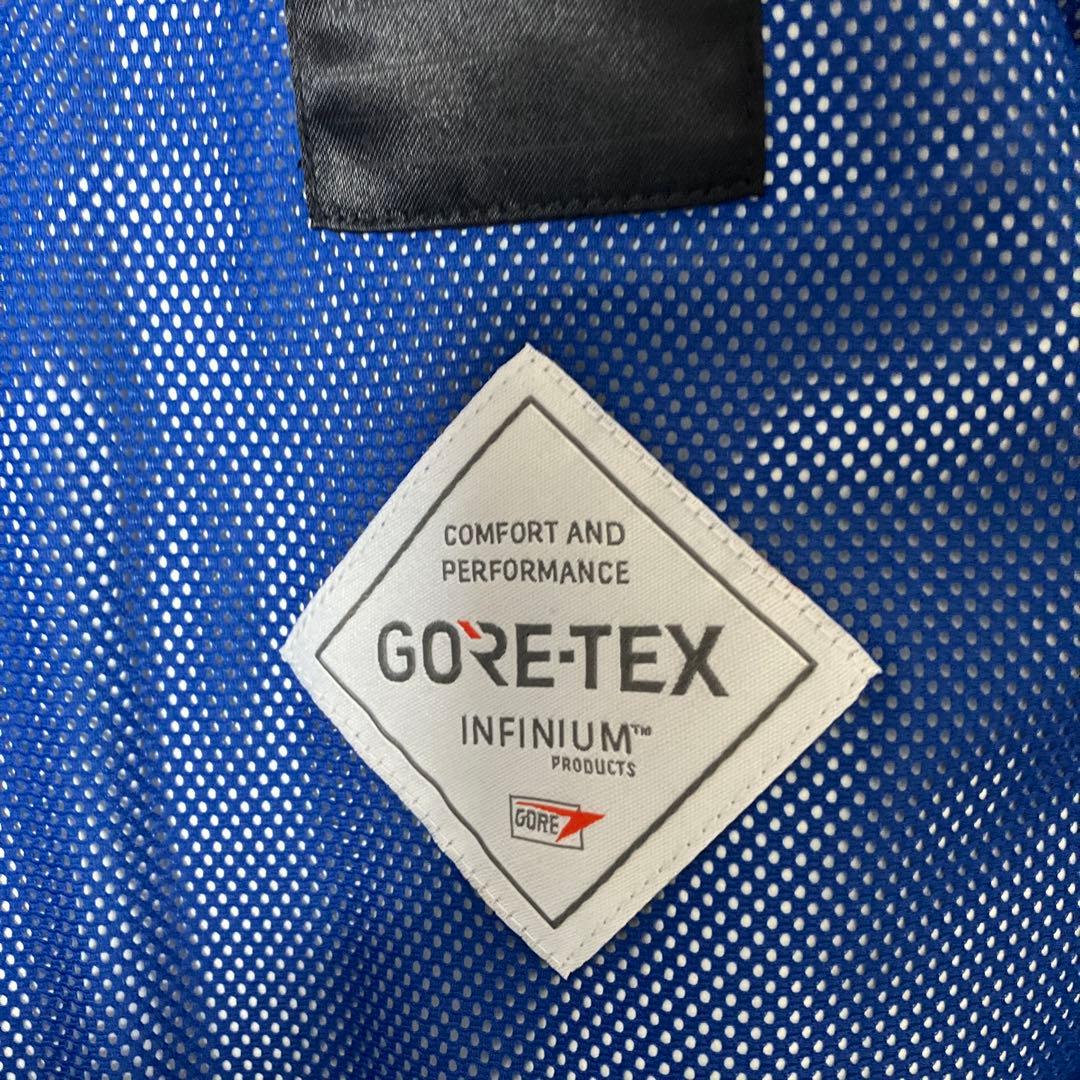 COMFORT AND
PERFORMANCE
GORE-TEX
INFINIUM™
PRODUCTS
GORE